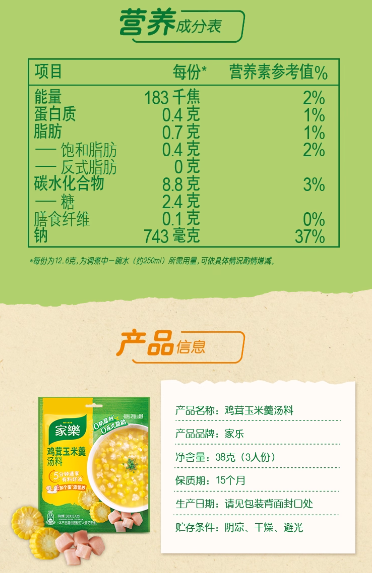 营养成分表
项目 每份* 营养素参考值%
能量 183 千焦 2%
蛋白质 0.4 克 1%
脂肪 0.7 克 1%
—— 饱和脂肪 0.4 克 2%
—— 反式脂肪 0 克
碳水化合物 8.8 克 3%
—— 糖 2.4 克
膳食纤维 0.1 克 0%
钠 743 毫克 37%
产品信息
家樂
鸡茸玉米羹
汤料
产品名称：鸡茸玉米羹汤料
产品品牌：家乐
净含量：38克（3人份）
保质期：15个月
生产日期：请见包装背面封口处
贮存条件：阴凉、干燥、避光